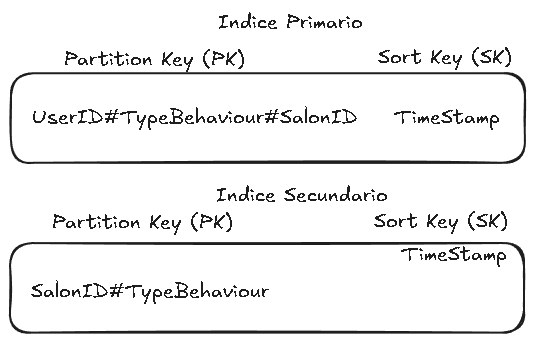 Indice Primario
Partition Key (PK) Sort Key (SK)
UserID#TypeBehaviour#SalonID TimeStamp
Indice Secundario
Partition Key (PK) Sort Key (SK)
TimeStamp
SalonID#TypeBehaviour